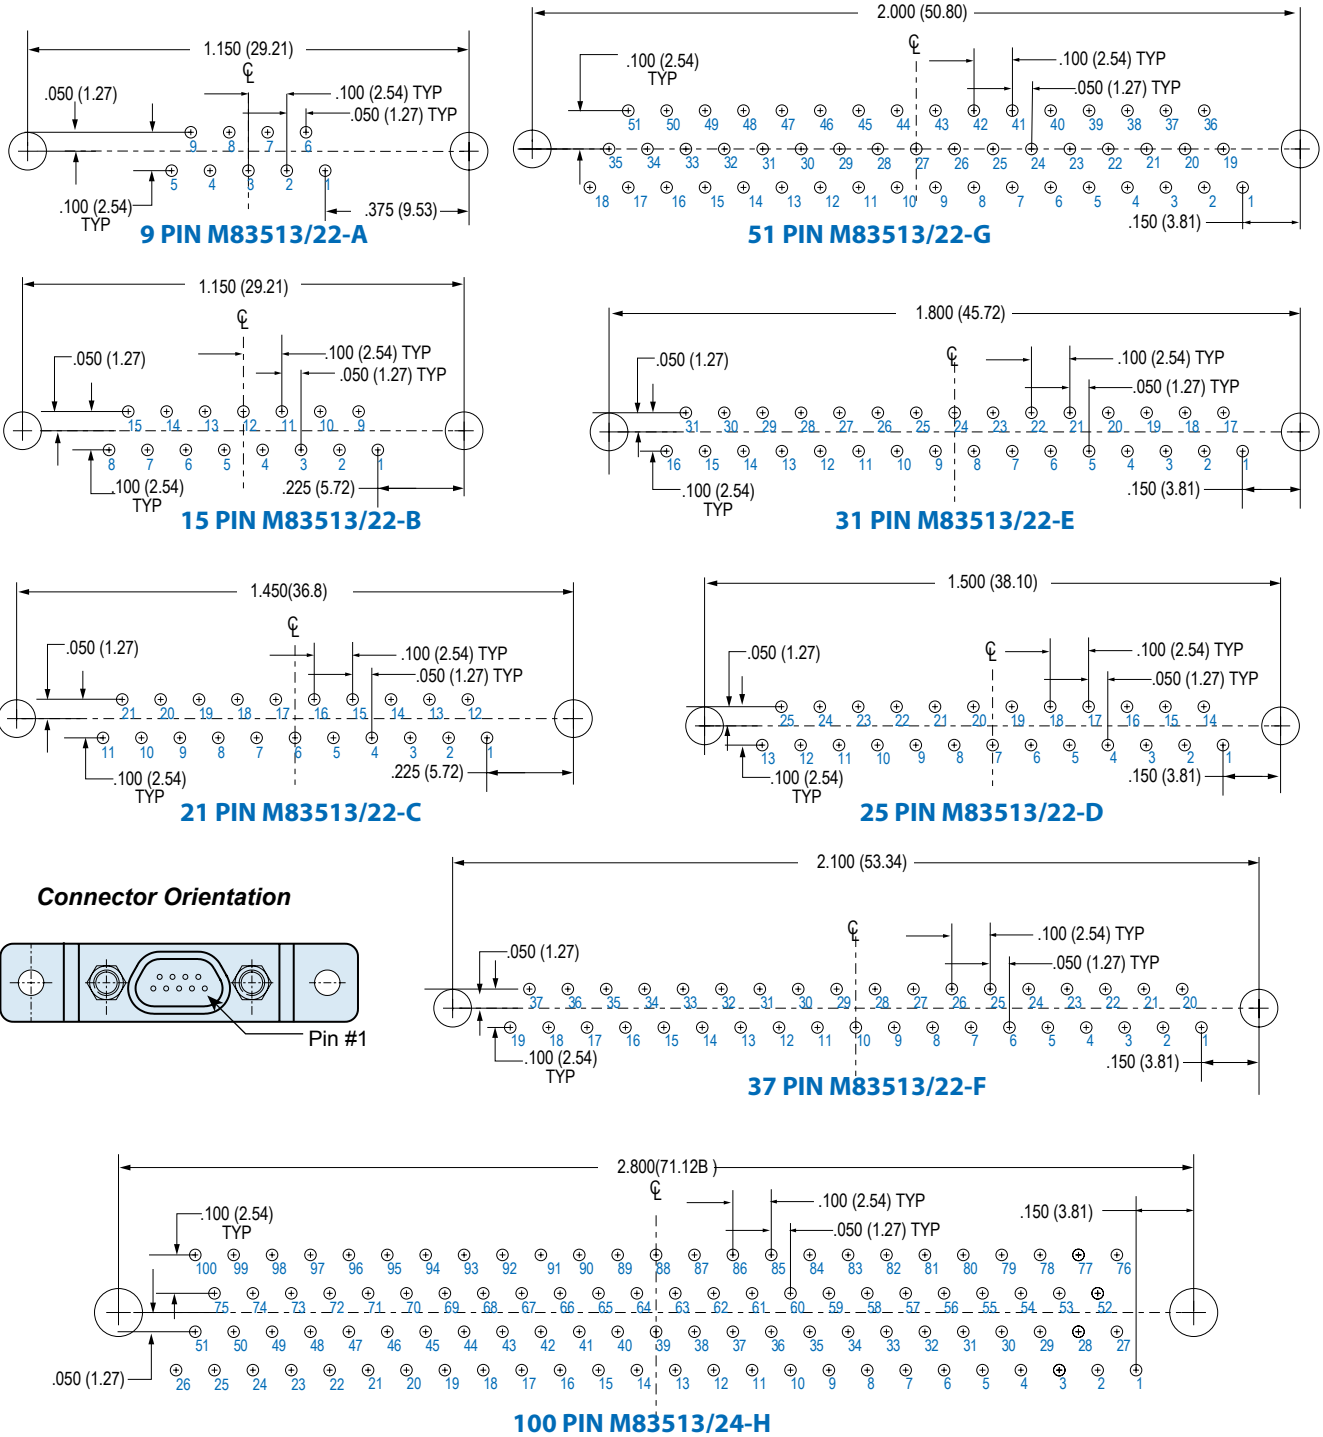 1.150 (29.21)
℄
.050 (1.27)
.100 (2.54) TYP
.050 (1.27) TYP
9 8 7 6
5 4 3 2 1
.100 (2.54)
TYP
.375 (9.53)
9 PIN M83513/22-A
2.000 (50.80)
℄
.100 (2.54)
TYP
.100 (2.54) TYP
.050 (1.27) TYP
51 50 49 48 47 46 45 44 43 42 41 40 39 38 37 36
35 34 33 32 31 30 29 28 27 26 25 24 23 22 21 20 19
18 17 16 15 14 13 12 11 10 9 8 7 6 5 4 3 2 1
.150 (3.81)
51 PIN M83513/22-G
1.150 (29.21)
℄
.050 (1.27)
.100 (2.54) TYP
.050 (1.27) TYP
15 14 13 12 11 10 9
8 7 6 5 4 3 2 1
.100 (2.54)
TYP
.225 (5.72)
15 PIN M83513/22-B
1.800 (45.72)
℄
.050 (1.27)
.100 (2.54) TYP
.050 (1.27) TYP
31 30 29 28 27 26 25 24 23 22 21 20 19 18 17
16 15 14 13 12 11 10 9 8 7 6 5 4 3 2 1
.100 (2.54)
TYP
.150 (3.81)
31 PIN M83513/22-E
1.450(36.8)
℄
.050 (1.27)
.100 (2.54) TYP
.050 (1.27) TYP
21 20 19 18 17 16 15 14 13 12
11 10 9 8 7 6 5 4 3 2 1
.100 (2.54)
TYP
.225 (5.72)
21 PIN M83513/22-C
1.500 (38.10)
℄
.050 (1.27)
.100 (2.54) TYP
.050 (1.27) TYP
25 24 23 22 21 20 19 18 17 16 15 14
13 12 11 10 9 8 7 6 5 4 3 2 1
.100 (2.54)
TYP
.150 (3.81)
25 PIN M83513/22-D
Connector Orientation
Pin #1
2.100 (53.34)
℄
.050 (1.27)
.100 (2.54) TYP
.050 (1.27) TYP
37 36 35 34 33 32 31 30 29 28 27 26 25 24 23 22 21 20
19 18 17 16 15 14 13 12 11 10 9 8 7 6 5 4 3 2 1
.100 (2.54)
TYP
.150 (3.81)
37 PIN M83513/22-F
2.800(71.12B )
℄
.100 (2.54)
TYP
.100 (2.54) TYP
.050 (1.27) TYP
.150 (3.81)
100 99 98 97 96 95 94 93 92 91 90 89 88 87 86 85 84 83 82 81 80 79 78 77 76
75 74 73 72 71 70 69 68 67 66 65 64 63 62 61 60 59 58 57 56 55 54 53 52
51 50 49 48 47 46 45 44 43 42 41 40 39 38 37 36 35 34 33 32 31 30 29 28 27
26 25 24 23 22 21 20 19 18 17 16 15 14 13 12 11 10 9 8 7 6 5 4 3 2 1
.050 (1.27)
100 PIN M83513/24-H